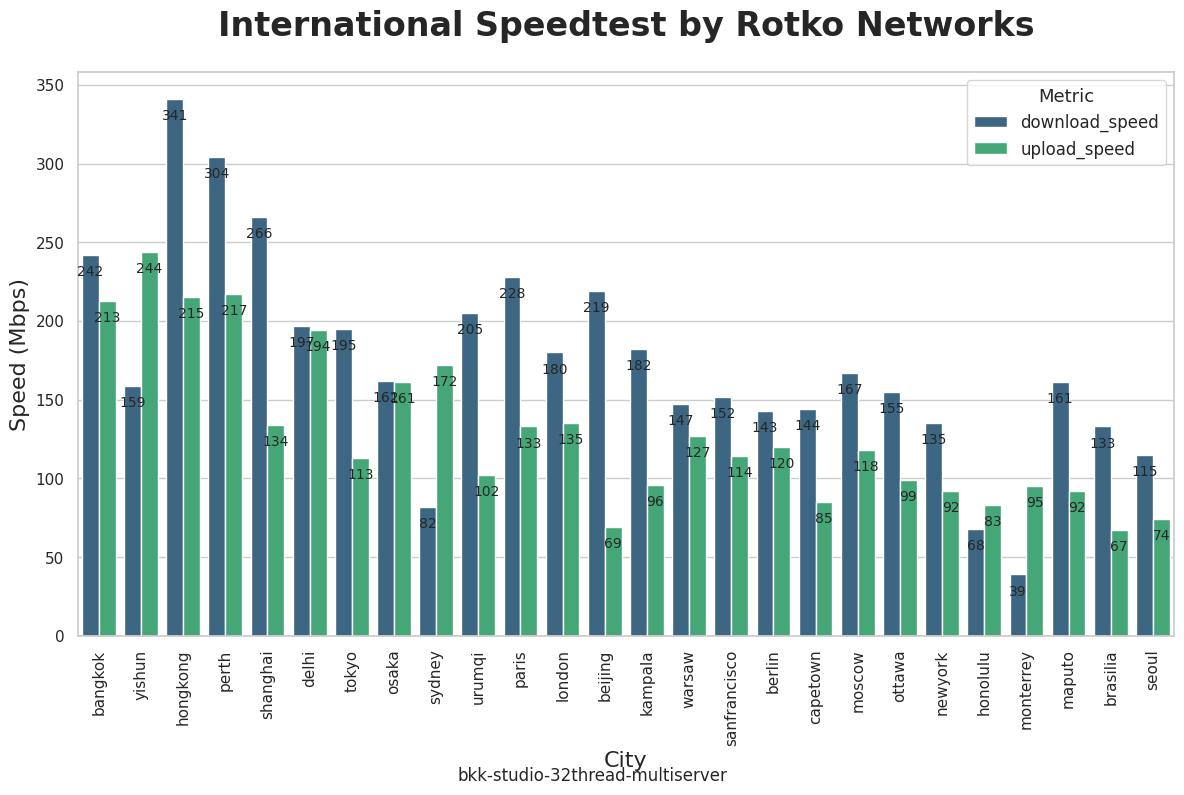 International Speedtest by Rotko Networks
Metric
download_speed
upload_speed
Speed (Mbps)
350
300
250
200
150
100
50
0
242
213
159
244
341
215
304
217
266
134
197
194
195
113
162
161
82
172
205
102
228
133
180
135
219
69
182
96
147
127
152
114
143
120
144
85
167
118
155
99
135
92
68
83
39
95
161
92
133
67
115
74
bangkok
yishun
hongkong
perth
shanghai
delhi
tokyo
osaka
sydney
urumqi
paris
london
beijing
kampala
warsaw
sanfrancisco
berlin
capetown
moscow
ottawa
newyork
honolulu
monterrey
maputo
brasilia
seoul
City
bkk-studio-32thread-multiserver